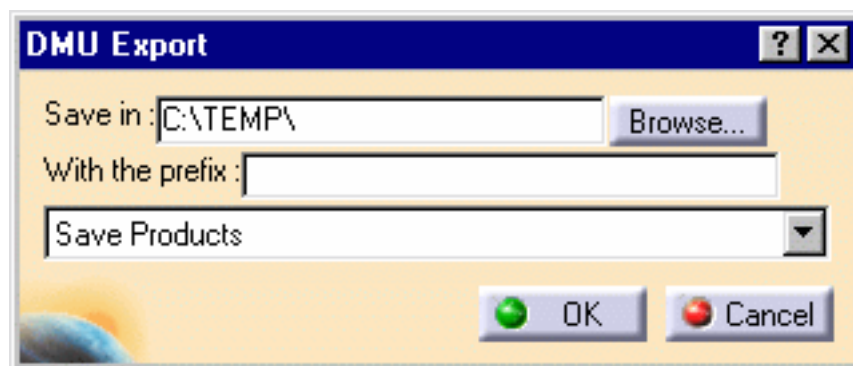 DMU Export ? X
Save in : C:\TEMP\ Browse...
With the prefix :
Save Products
OK Cancel